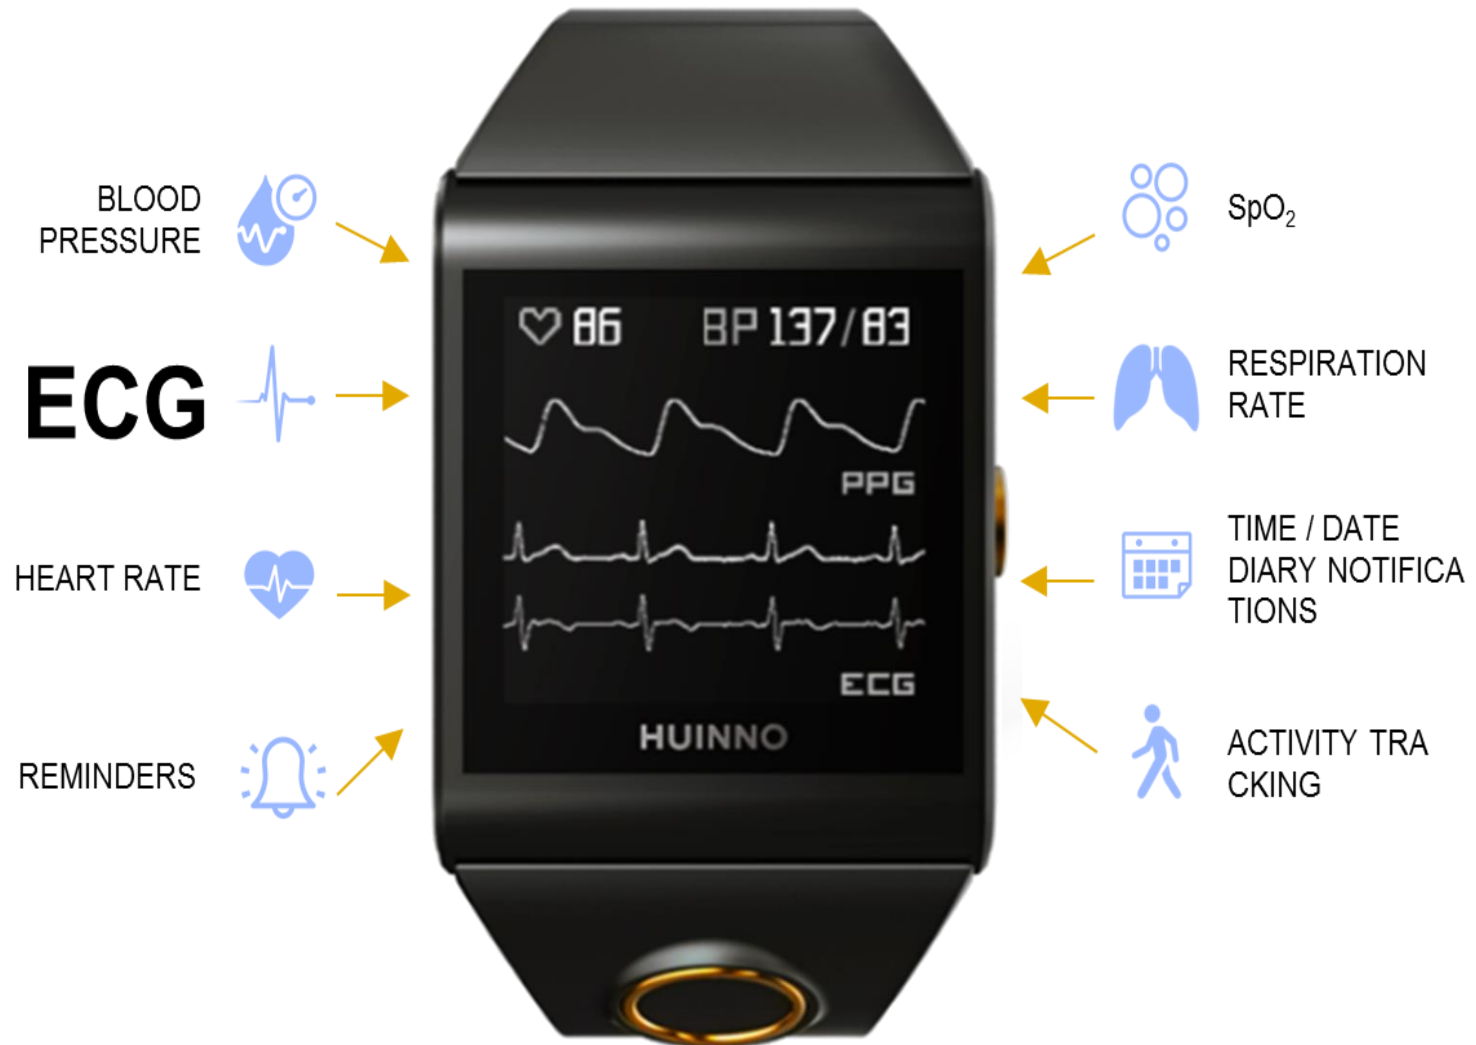 BLOOD
PRESSURE
ECG
HEART RATE
REMINDERS
86 BP 137/83
PPG
ECG
HUINNO
SpO₂
RESPIRATION
RATE
TIME / DATE
DIARY NOTIFICA
TIONS
ACTIVITY TRA
CKING